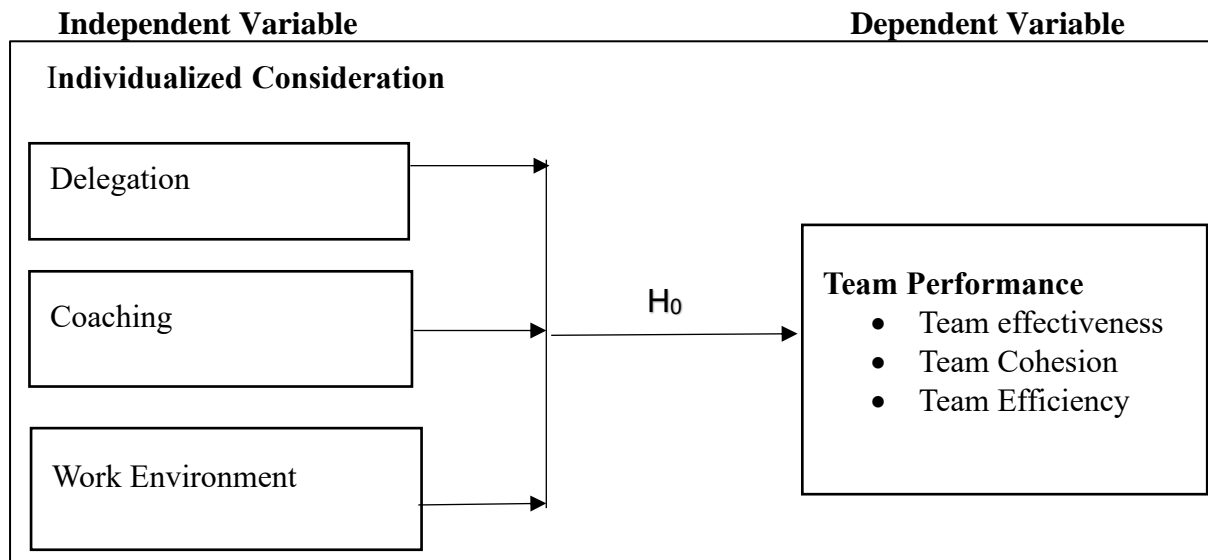 Independent Variable
Dependent Variable
Individualized Consideration
Delegation
Coaching
Work Environment
H₀
Team Performance
• Team effectiveness
• Team Cohesion
• Team Efficiency